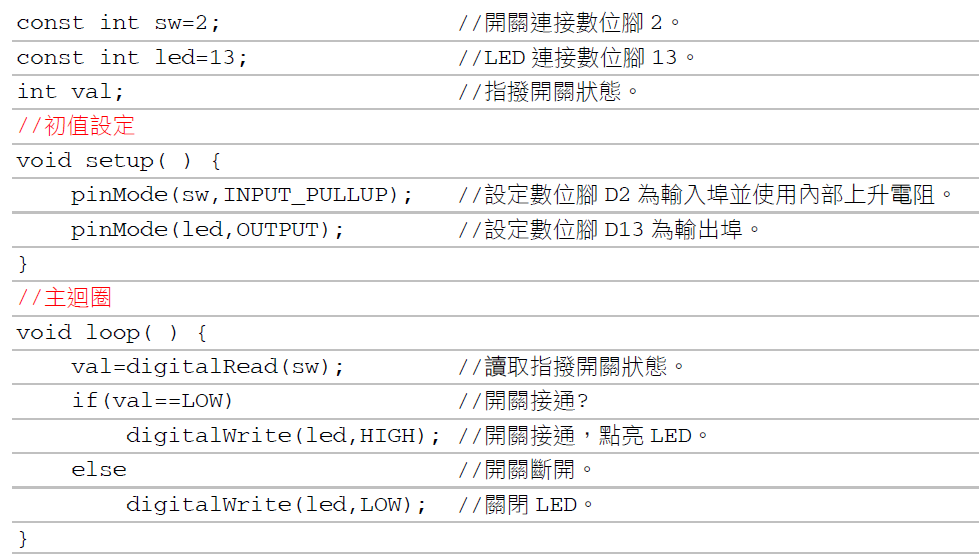 const int sw=2; //開關連接數位腳 2。
const int led=13; //LED 連接數位腳 13。
int val; //指撥開關狀態。
//初值設定
void setup( ) {
    pinMode(sw,INPUT_PULLUP); //設定數位腳 D2 為輸入埠並使用內部上升電阻。
    pinMode(led,OUTPUT); //設定數位腳 D13 為輸出埠。
}
//主迴圈
void loop( ) {
    val=digitalRead(sw); //讀取指撥開關狀態。
    if(val==LOW) //開關接通?
        digitalWrite(led,HIGH); //開關接通，點亮 LED。
    else //開關斷開。
        digitalWrite(led,LOW); //關閉 LED。
}